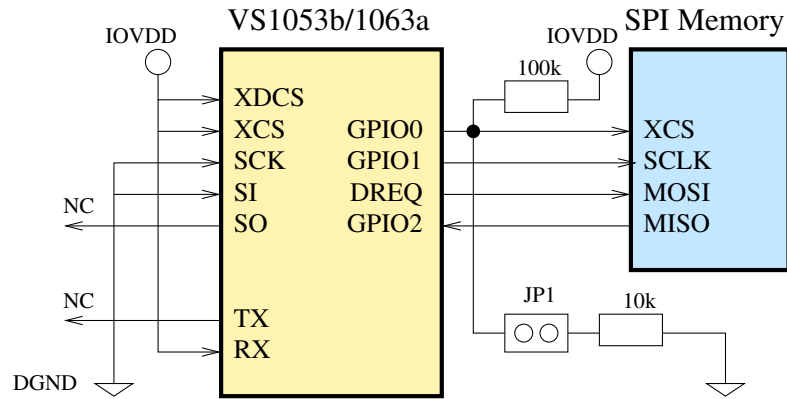 VS1053b/1063a
SPI Memory
IOVDD
IOVDD
100k
XDCS
XCS
GPIO0
XCS
SCK
GPIO1
SCLK
SI
DREQ
MOSI
NC
SO
GPIO2
MISO
JP1
10k
NC
TX
RX
DGND